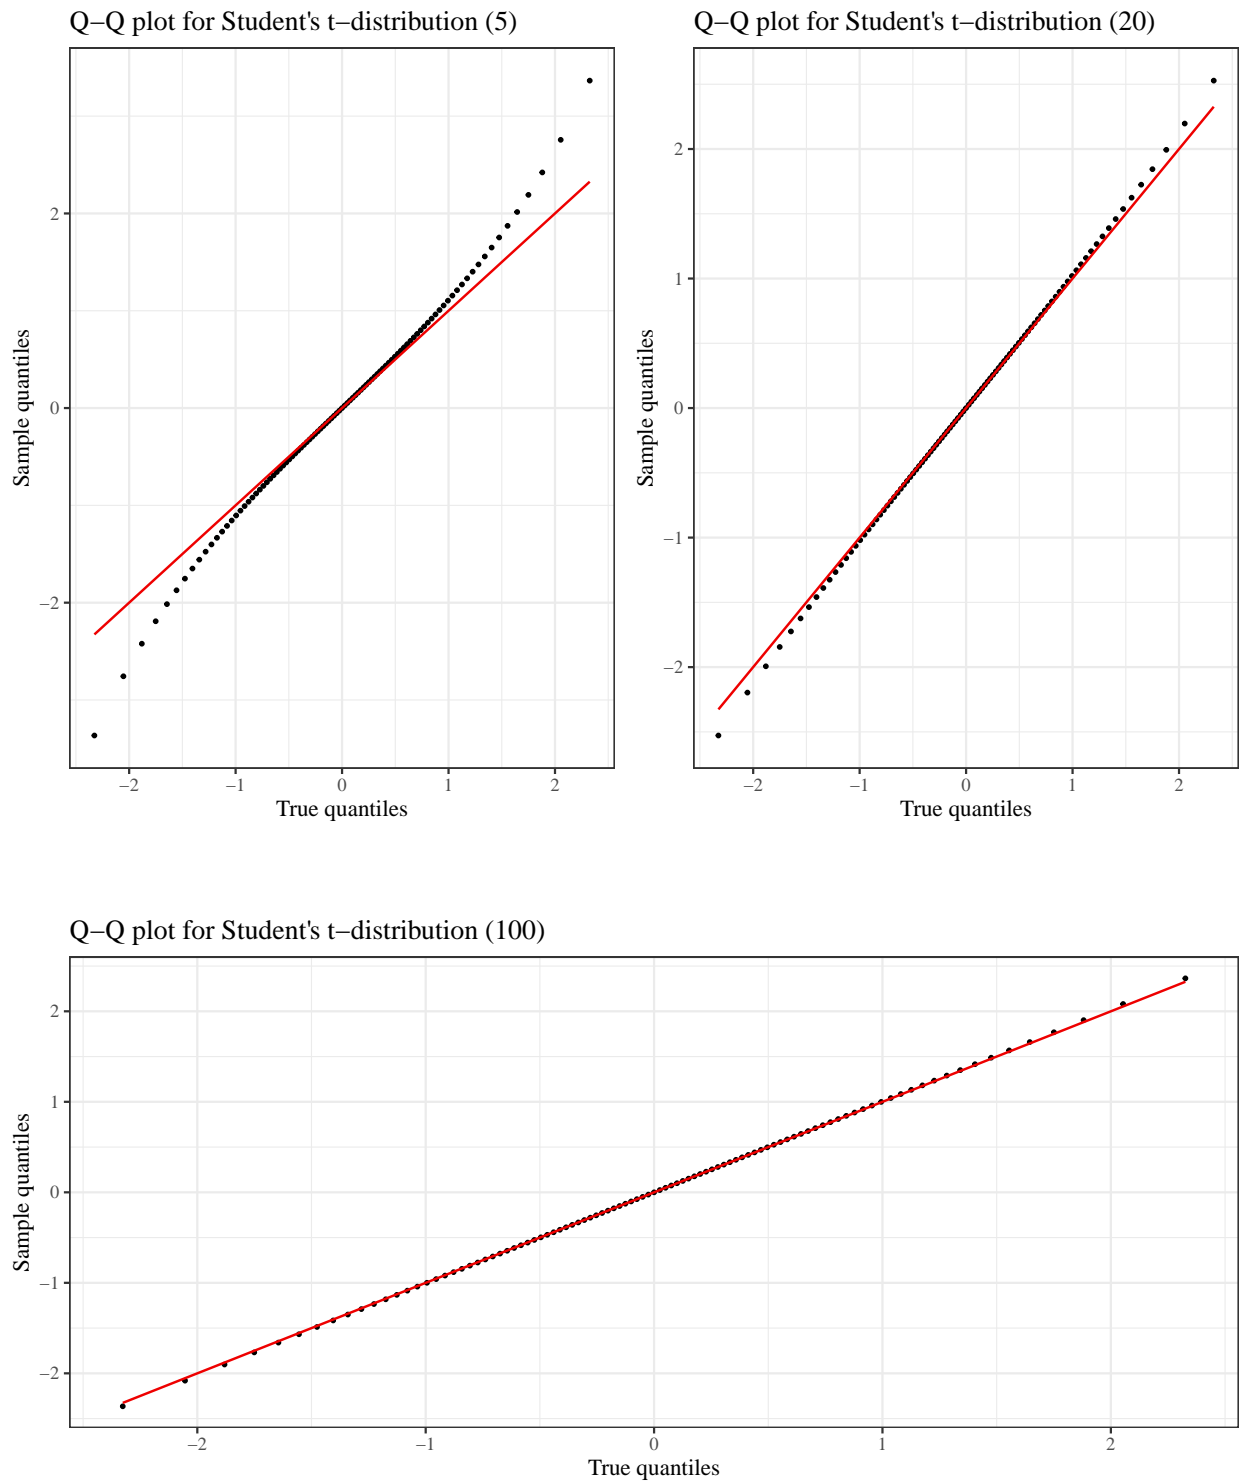 Q−Q plot for Student's t−distribution (5)
Sample quantiles
2
0
−2
−2 −1 0 1 2
True quantiles
Q−Q plot for Student's t−distribution (20)
Sample quantiles
2
1
0
−1
−2
−2 −1 0 1 2
True quantiles
Q−Q plot for Student's t−distribution (100)
Sample quantiles
2
1
0
−1
−2
−2 −1 0 1 2
True quantiles